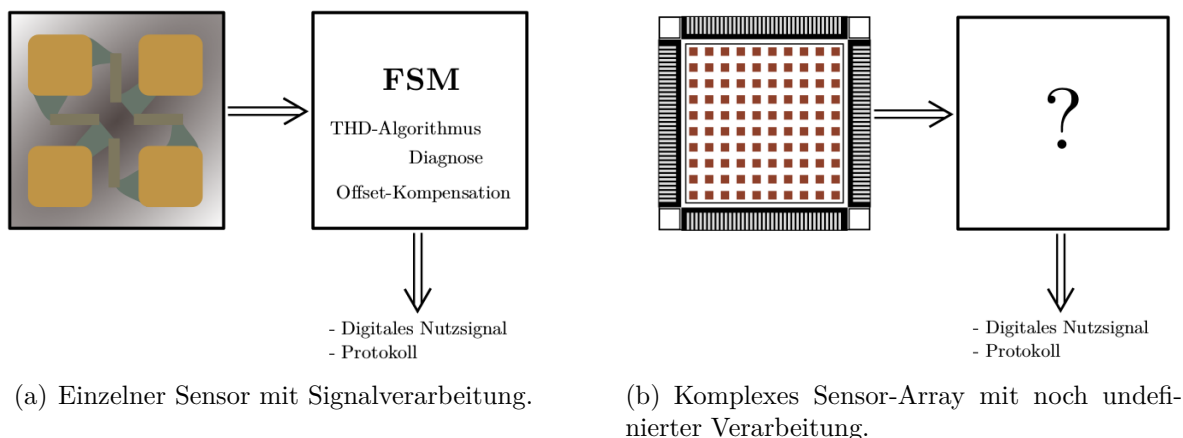 FSM
THD-Algorithmus
Diagnose
Offset-Kompensation
- Digitales Nutzsignal
- Protokoll
(a) Einzelner Sensor mit Signalverarbeitung.
?
- Digitales Nutzsignal
- Protokoll
(b) Komplexes Sensor-Array mit noch undefi-
nierter Verarbeitung.